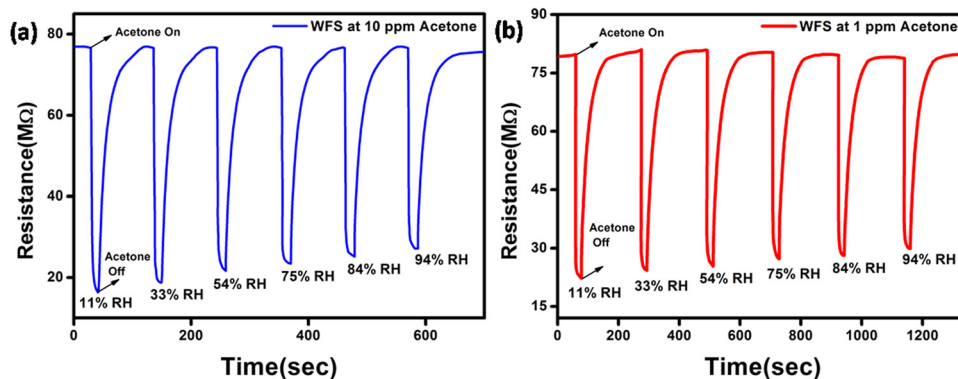 (a)
WFS at 10 ppm Acetone
Acetone On
Resistance(MΩ)
80
60
40
20
Acetone
Off
11% RH
33% RH
54% RH
75% RH
84% RH
94% RH
0
200
400
600
Time(sec)
(b)
WFS at 1 ppm Acetone
Acetone On
Resistance(MΩ)
90
75
60
45
30
15
Acetone
Off
11% RH
33% RH
54% RH
75% RH
84% RH
94% RH
0
200
400
600
800
1000
1200
Time(sec)